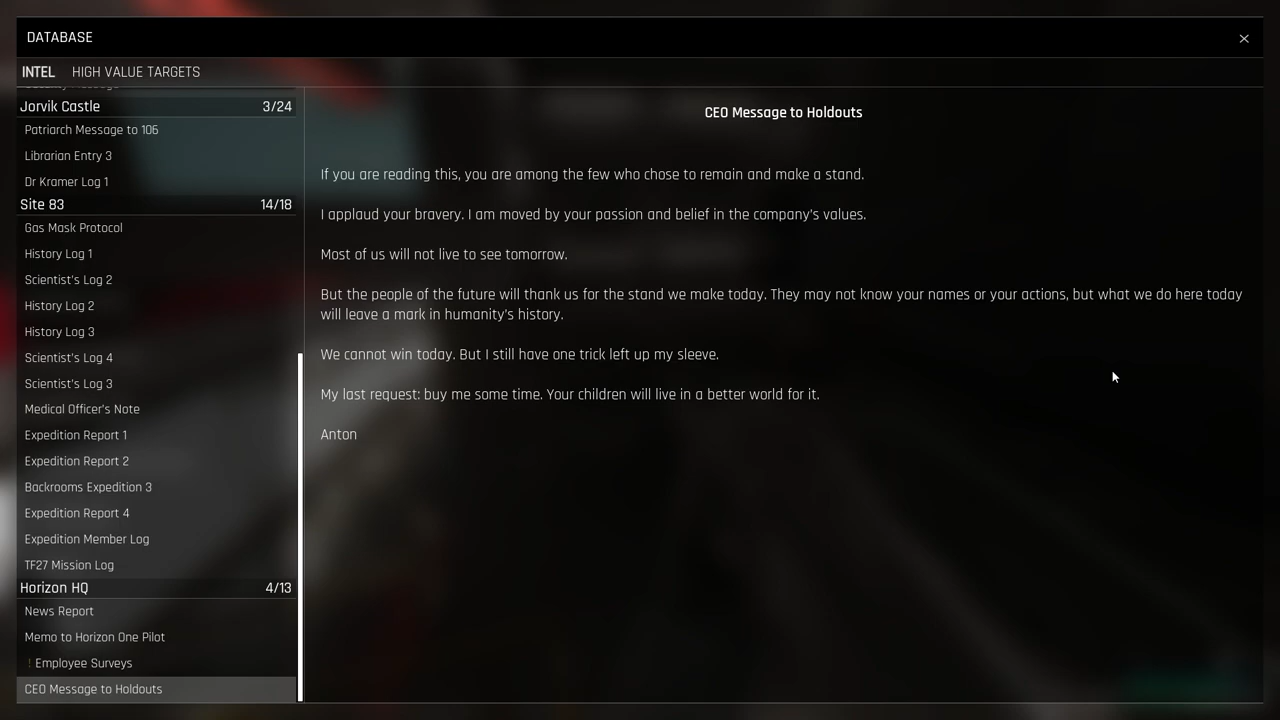 DATABASE
×
INTEL HIGH VALUE TARGETS
Jorvik Castle 3/24
Patriarch Message to 106
Librarian Entry 3
Dr Kramer Log 1
Site 83 14/18
Gas Mask Protocol
History Log 1
Scientist's Log 2
History Log 2
History Log 3
Scientist's Log 4
Scientist's Log 3
Medical Officer's Note
Expedition Report 1
Expedition Report 2
Backrooms Expedition 3
Expedition Report 4
Expedition Member Log
TF27 Mission Log
Horizon HQ 4/13
News Report
Memo to Horizon One Pilot
! Employee Surveys
CEO Message to Holdouts
CEO Message to Holdouts
If you are reading this, you are among the few who chose to remain and make a stand.
I applaud your bravery. I am moved by your passion and belief in the company's values.
Most of us will not live to see tomorrow.
But the people of the future will thank us for the stand we make today. They may not know your names or your actions, but what we do here today
will leave a mark in humanity's history.
We cannot win today. But I still have one trick left up my sleeve.
My last request: buy me some time. Your children will live in a better world for it.
Anton